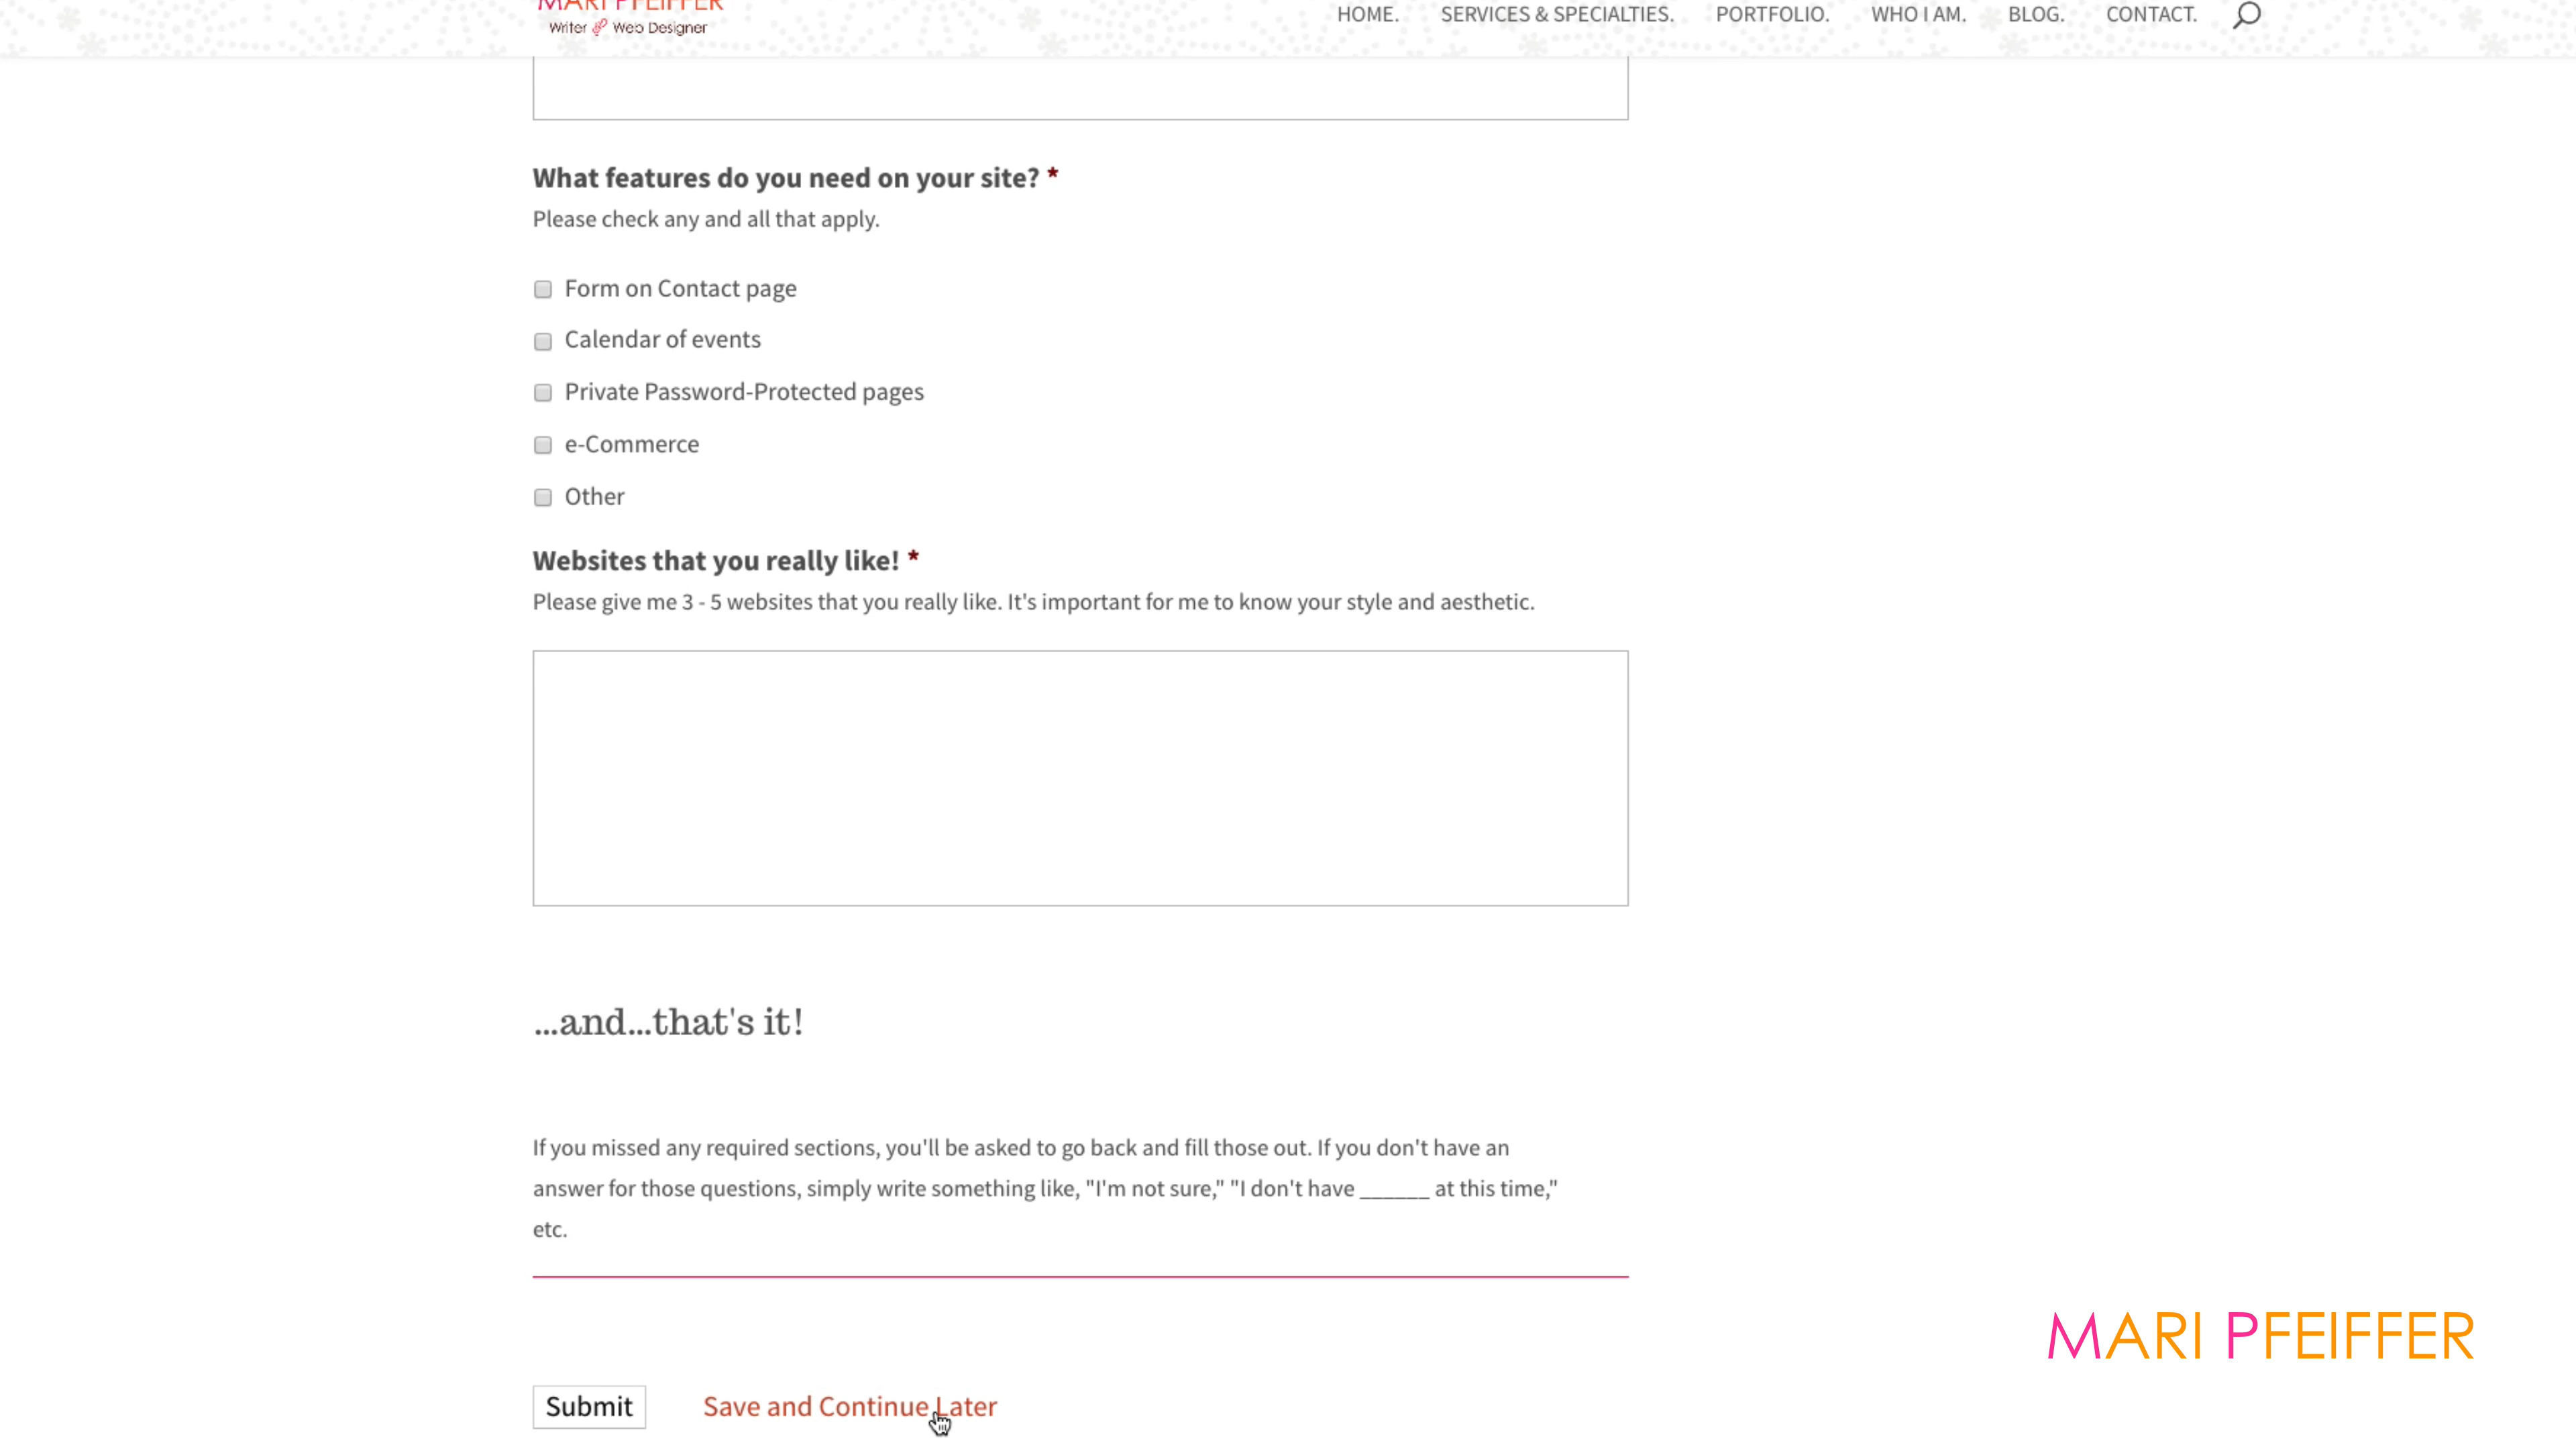 MARI PFEIFFER
Writer & Web Designer
HOME. SERVICES & SPECIALTIES. PORTFOLIO. WHO I AM. BLOG. CONTACT.
What features do you need on your site? *
Please check any and all that apply.
Form on Contact page
Calendar of events
Private Password-Protected pages
e-Commerce
Other
Websites that you really like! *
Please give me 3 - 5 websites that you really like. It's important for me to know your style and aesthetic.
...and...that's it!
If you missed any required sections, you'll be asked to go back and fill those out. If you don't have an
answer for those questions, simply write something like, "I'm not sure," "I don't have ______ at this time,"
etc.
MARI PFEIFFER
Submit Save and Continue Later